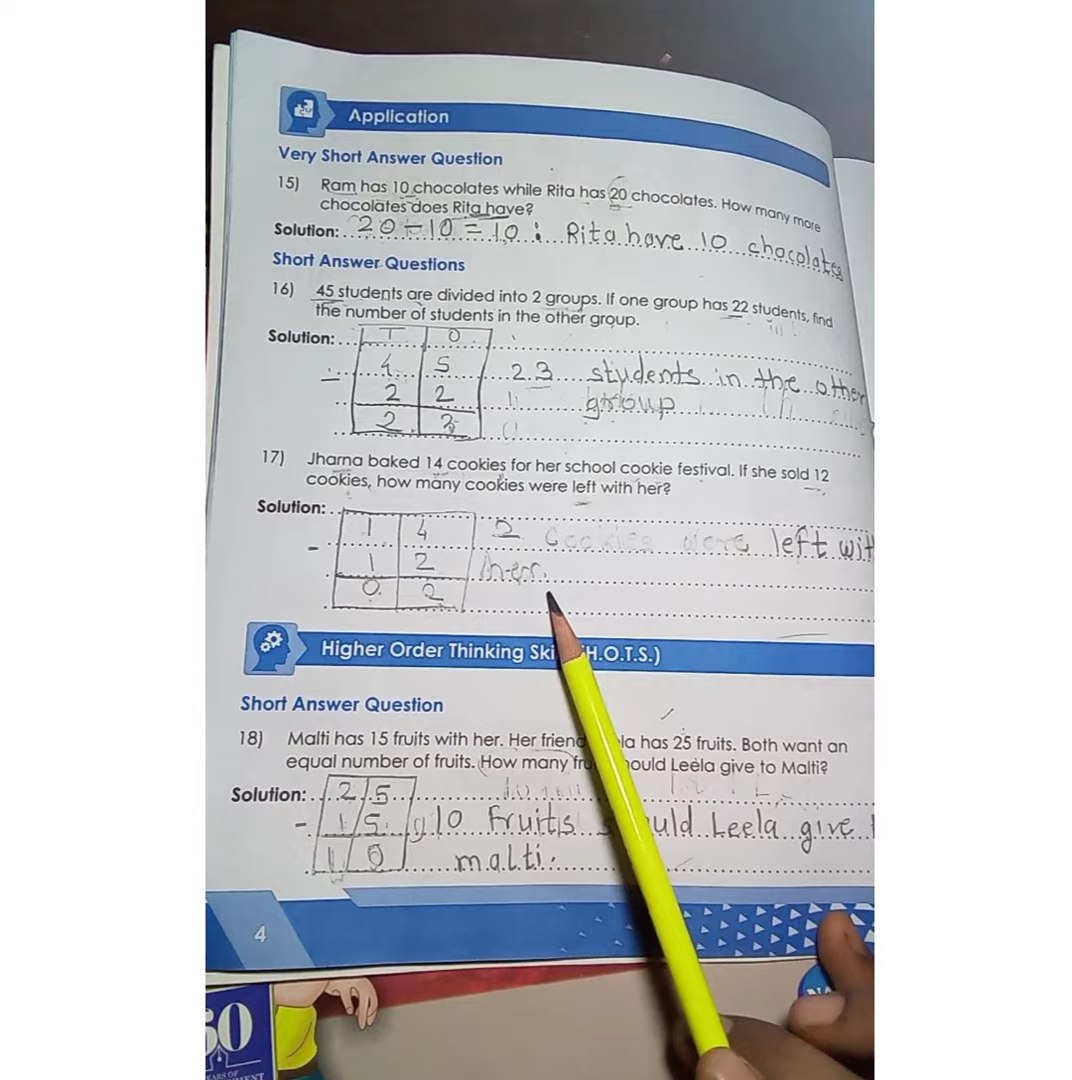 Application
Very Short Answer Question
15) Ram has 10 chocolates while Rita has 20 chocolates. How many more
chocolates does Rita have?
Solution: 20 - 10 = 10 : Rita have 10 chocolates
Short Answer Questions
16) 45 students are divided into 2 groups. If one group has 22 students, find
the number of students in the other group.
Solution: T O
4 5 23 students in the other
- 2 2 group
2 3
17) Jharna baked 14 cookies for her school cookie festival. If she sold 12
cookies, how many cookies were left with her?
Solution: 1 4 2 cookies were left wit
- 1 2 her.
0 2
Higher Order Thinking Ski H.O.T.S.)
Short Answer Question
18) Malti has 15 fruits with her. Her friend la has 25 fruits. Both want an
equal number of fruits. How many fru hould Leela give to Malti?
Solution: 2 5
- 1 5 10 Fruits s uld Leela give t
1 0 malti.
4
50